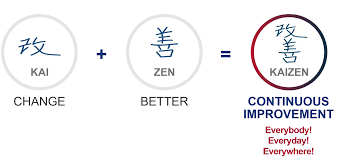 改
KAI
+
善
ZEN
=
改
善
KAIZEN
CHANGE
BETTER
CONTINUOUS
IMPROVEMENT
Everybody!
Everyday!
Everywhere!